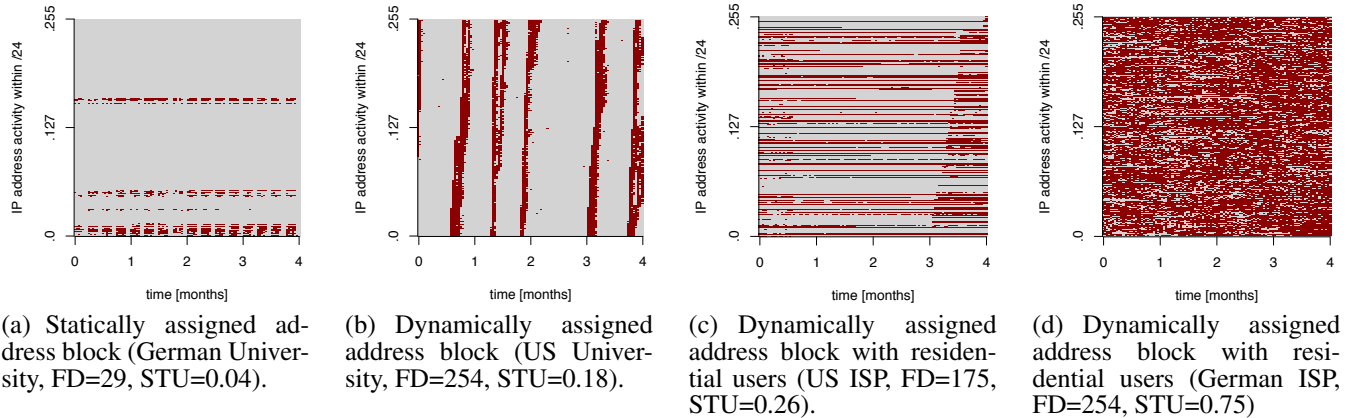 .255
.127
.0
IP address activity within /24
0 1 2 3 4
time [months]
(a) Statically assigned ad-
dress block (German Univer-
sity, FD=29, STU=0.04).
.255
.127
.0
IP address activity within /24
0 1 2 3 4
time [months]
(b) Dynamically assigned
address block (US Univer-
sity, FD=254, STU=0.18).
.255
.127
.0
IP address activity within /24
0 1 2 3 4
time [months]
(c) Dynamically assigned
address block with residen-
tial users (US ISP, FD=175,
STU=0.26).
.255
.127
.0
IP address activity within /24
0 1 2 3 4
time [months]
(d) Dynamically assigned
address block with resi-
dential users (German ISP,
FD=254, STU=0.75)